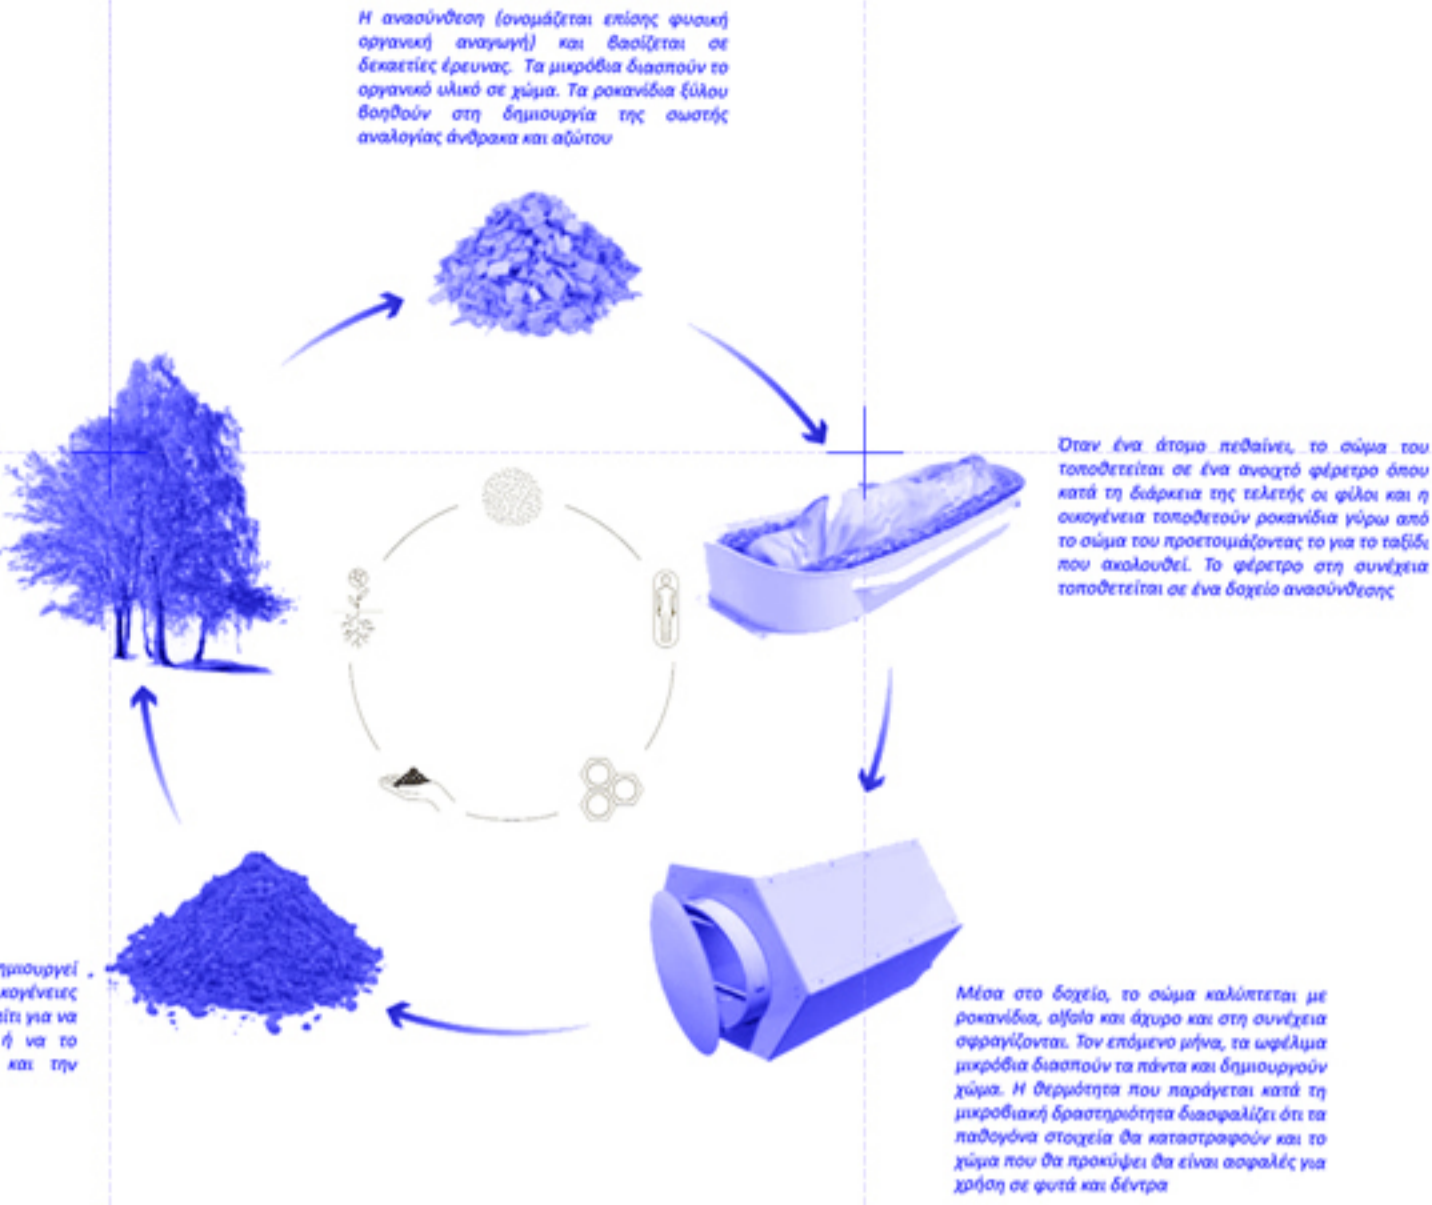 Η ανασύνθεση (ονομάζεται επίσης φυσική
οργανική αναγωγή) και βασίζεται σε
δεκαετίες έρευνας. Τα μικρόβια διασπούν το
οργανικό υλικό σε χώμα. Τα ροκανίδια ξύλου
βοηθούν στη δημιουργία της σωστής
αναλογίας άνθρακα και αζώτου
Όταν ένα άτομο πεθαίνει, το σώμα του
τοποθετείται σε ένα ανοιχτό φέρετρο όπου
κατά τη διάρκεια της τελετής οι φίλοι και η
οικογένεια τοποθετούν ροκανίδια γύρω από
το σώμα του προετοιμάζοντας το για το ταξίδι
που ακολουθεί. Το φέρετρο στη συνέχεια
τοποθετείται σε ένα δοχείο ανασύνθεσης
ημιουργεί
κογένειες
πίτι για να
ή να το
και την
Μέσα στο δοχείο, το σώμα καλύπτεται με
ροκανίδια, alfala και άχυρο και στη συνέχεια
σφραγίζονται. Τον επόμενο μήνα, τα ωφέλιμα
μικρόβια διασπούν τα πάντα και δημιουργούν
χώμα. Η θερμότητα που παράγεται κατά τη
μικροβιακή δραστηριότητα διασφαλίζει ότι τα
παθογόνα στοιχεία θα καταστραφούν και το
χώμα που θα προκύψει θα είναι ασφαλές για
χρήση σε φυτά και δέντρα